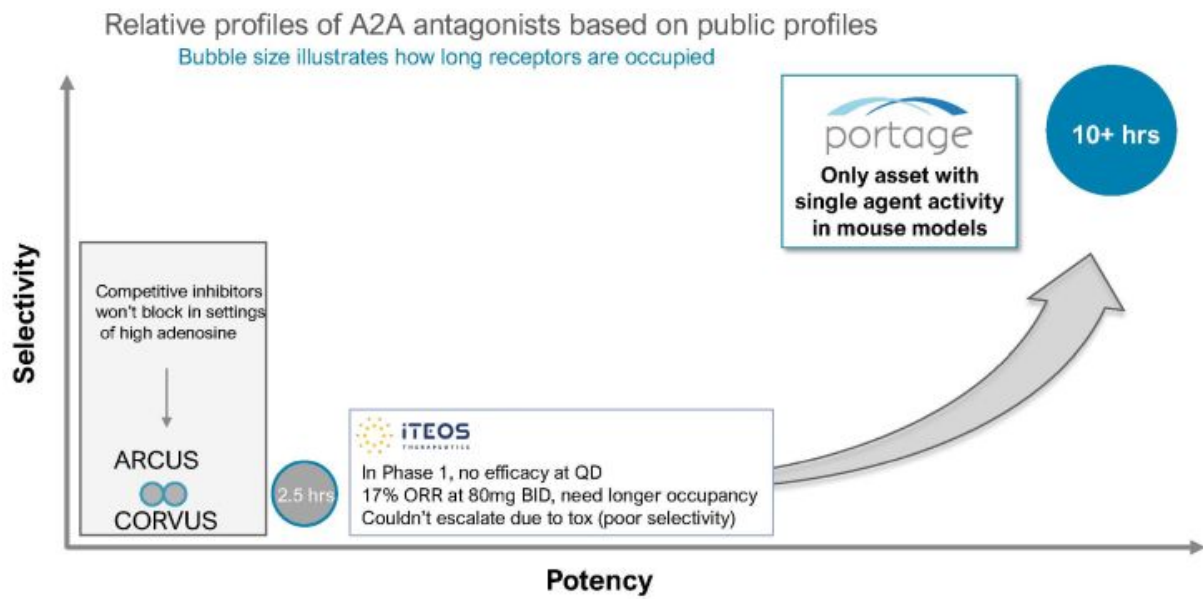 Relative profiles of A2A antagonists based on public profiles
Bubble size illustrates how long receptors are occupied
portage
Only asset with
single agent activity
in mouse models
10+ hrs
Selectivity
Competitive inhibitors
won't block in settings
of high adenosine
ARCUS
CORVUS
2.5 hrs
iTEOS
THERAPEUTICS
In Phase 1, no efficacy at QD
17% ORR at 80mg BID, need longer occupancy
Couldn't escalate due to tox (poor selectivity)
Potency